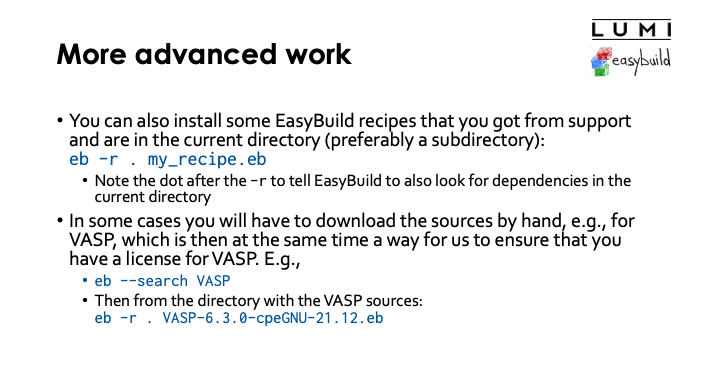 LUMI
More advanced work
easybuild
• You can also install some EasyBuild recipes that you got from support
and are in the current directory (preferably a subdirectory):
eb -r . my_recipe.eb
• Note the dot after the -r to tell EasyBuild to also look for dependencies in the
current directory
• In some cases you will have to download the sources by hand, e.g., for
VASP, which is then at the same time a way for us to ensure that you
have a license for VASP. E.g.,
• eb --search VASP
• Then from the directory with the VASP sources:
eb -r . VASP-6.3.0-cpeGNU-21.12.eb